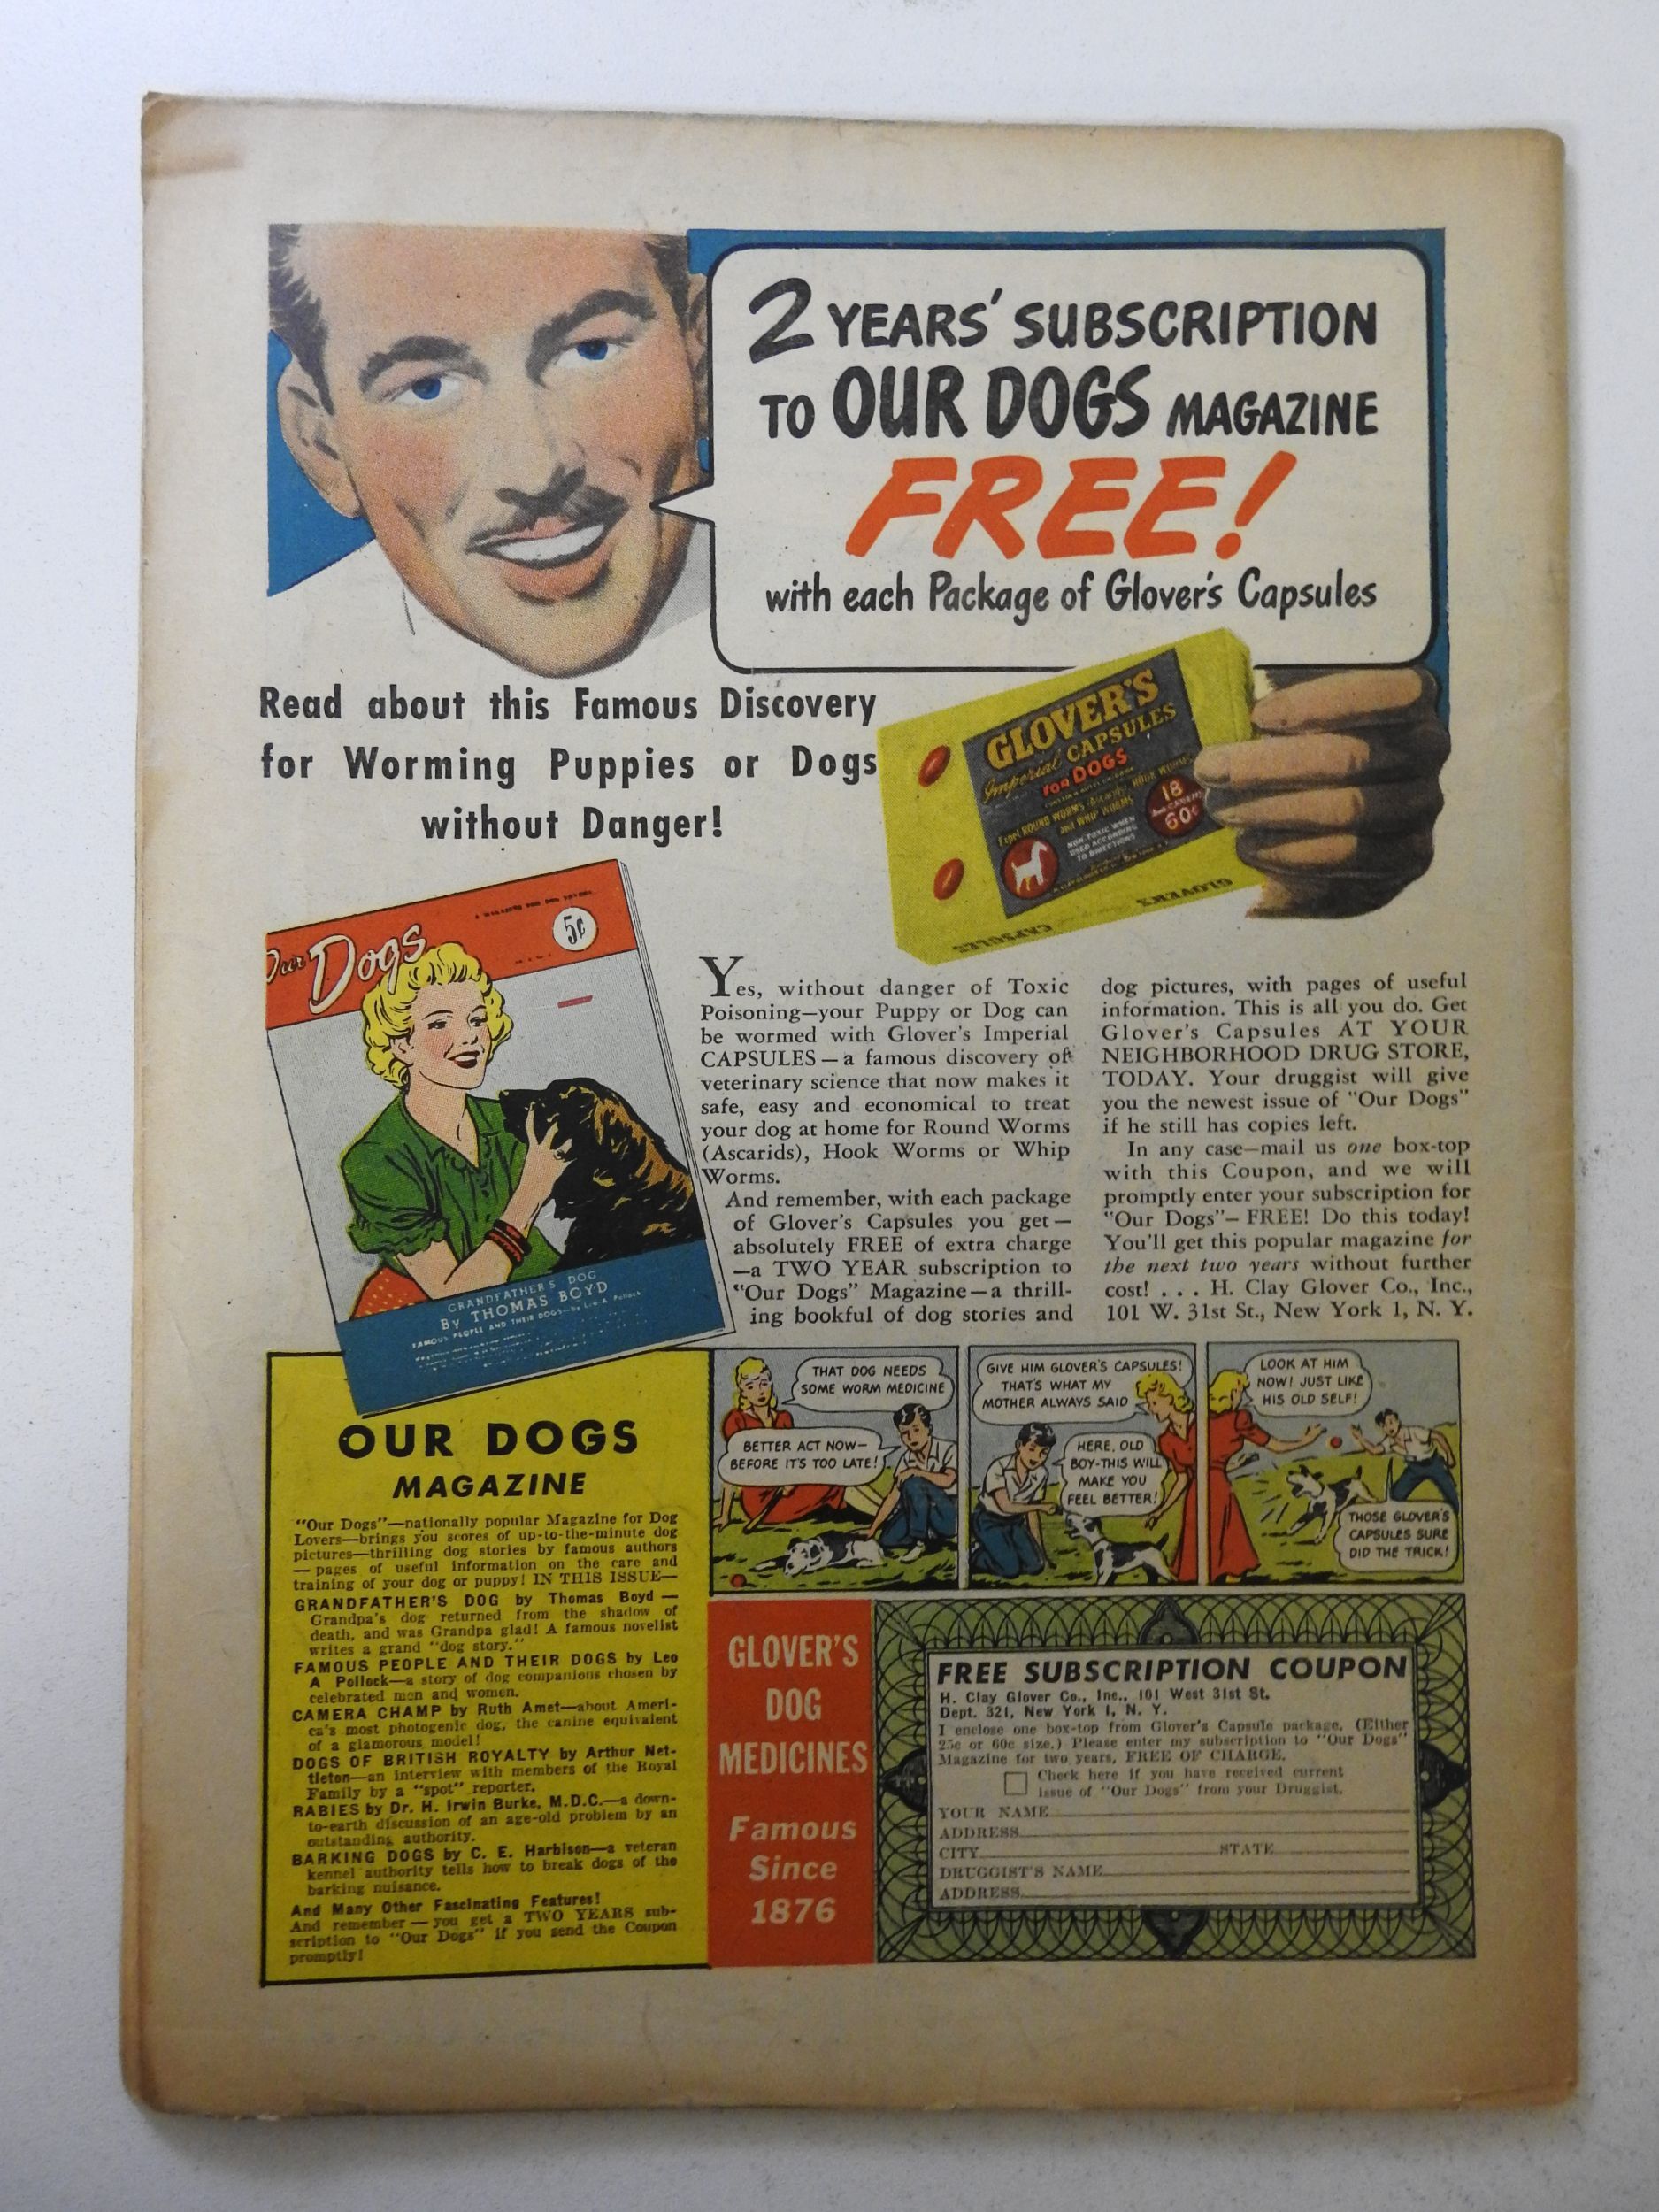 2 YEARS' SUBSCRIPTION
TO OUR DOGS MAGAZINE
FREE!
with each Package of Glover's Capsules
Read about this Famous Discovery
for Worming Puppies or Dogs
without Danger!
GLOVER'S
Imperial CAPSULES
FOR DOGS
Expel ROUND WORMS (Ascarids) HOOK WORMS
and WHIP WORMS
NON-TOXIC WHEN
USED ACCORDING
TO DIRECTIONS
18
60¢
GLOVER'S
CAPSULES
Our Dogs
5¢
GRANDFATHER'S DOG
By THOMAS BOYD
FAMOUS PEOPLE AND THEIR DOGS—by Leo A. Pollock
Yes, without danger of Toxic
Poisoning—your Puppy or Dog can
be wormed with Glover's Imperial
CAPSULES—a famous discovery of
veterinary science that now makes it
safe, easy and economical to treat
your dog at home for Round Worms
(Ascarids), Hook Worms or Whip
Worms.
And remember, with each package
of Glover's Capsules you get—
absolutely FREE of extra charge
—a TWO YEAR subscription to
"Our Dogs" Magazine—a thrill-
ing bookful of dog stories and
dog pictures, with pages of useful
information. This is all you do. Get
Glover's Capsules AT YOUR
NEIGHBORHOOD DRUG STORE,
TODAY. Your druggist will give
you the newest issue of "Our Dogs"
if he still has copies left.
In any case—mail us one box-top
with this Coupon, and we will
promptly enter your subscription for
"Our Dogs"—FREE! Do this today!
You'll get this popular magazine for
the next two years without further
cost! . . . H. Clay Glover Co., Inc.,
101 W. 31st St., New York 1, N. Y.
OUR DOGS
MAGAZINE
"Our Dogs"—nationally popular Magazine for Dog
Lovers—brings you scores of up-to-the-minute dog
pictures—thrilling dog stories by famous authors
—pages of useful information on the care and
training of your dog or puppy! IN THIS ISSUE—
GRANDFATHER'S DOG by Thomas Boyd—
Grandpa's dog returned from the shadow of
death, and was Grandpa glad! A famous novelist
writes a grand "dog story."
FAMOUS PEOPLE AND THEIR DOGS by Leo
A Pollock—a story of dog companions chosen by
celebrated men and women.
CAMERA CHAMP by Ruth Amet—about Ameri-
ca's most photogenic dog, the canine equivalent
of a glamorous model!
DOGS OF BRITISH ROYALTY by Arthur Net-
tleton—an interview with members of the Royal
Family by a "spot" reporter.
RABIES by Dr. H. Irwin Burke, M.D.C.—a down-
to-earth discussion of an age-old problem by an
outstanding authority.
BARKING DOGS by C. E. Harbison—a veteran
kennel authority tells how to break dogs of the
barking nuisance.
And Many Other Fascinating Features!
And remember—you get a TWO YEARS sub-
scription to "Our Dogs" if you send the Coupon
promptly!
THAT DOG NEEDS
SOME WORM MEDICINE
BETTER ACT NOW—
BEFORE IT'S TOO LATE!
GIVE HIM GLOVER'S CAPSULES!
THAT'S WHAT MY
MOTHER ALWAYS SAID
HERE, OLD
BOY-THIS WILL
MAKE YOU
FEEL BETTER!
LOOK AT HIM
NOW! JUST LIKE
HIS OLD SELF!
THOSE GLOVER'S
CAPSULES SURE
DID THE TRICK!
GLOVER'S
DOG
MEDICINES
Famous
Since
1876
FREE SUBSCRIPTION COUPON
H. Clay Glover Co., Inc., 101 West 31st St.
Dept. 321, New York 1, N. Y.
I enclose one box-top from Glover's Capsule package. (Either
25c or 60c size.) Please enter my subscription to "Our Dogs"
Magazine for two years, FREE OF CHARGE.
Check here if you have received current
issue of "Our Dogs" from your Druggist.
YOUR NAME
ADDRESS
CITY STATE
DRUGGIST'S NAME
ADDRESS